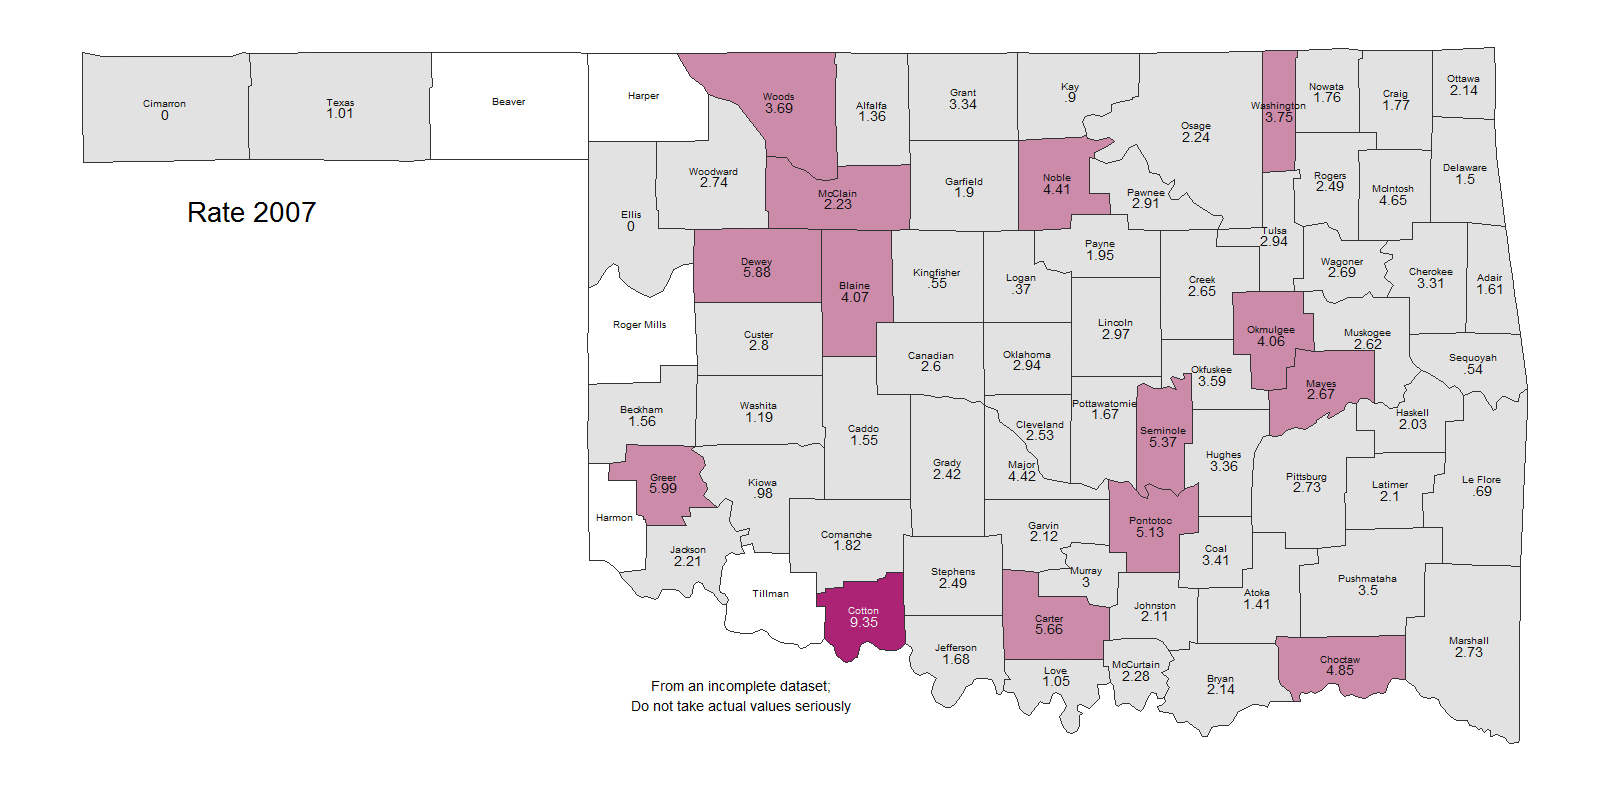 Cimarron
0
Texas
1.01
Beaver
Harper
Woods
3.69
Alfalfa
1.36
Grant
3.34
Kay
.9
Osage
2.24
Washington
3.75
Nowata
1.76
Craig
1.77
Ottawa
2.14
Woodward
2.74
McClain
2.23
Garfield
1.9
Noble
4.41
Pawnee
2.91
Rogers
2.49
McIntosh
4.65
Delaware
1.5
Rate 2007
Ellis
0
Tulsa
2.94
Payne
1.95
Dewey
5.88
Blaine
4.07
Kingfisher
.55
Logan
.37
Creek
2.65
Wagoner
2.69
Cherokee
3.31
Adair
1.61
Roger Mills
Custer
2.8
Canadian
2.6
Oklahoma
2.94
Lincoln
2.97
Okmulgee
4.06
Muskogee
2.62
Sequoyah
.54
Okfuskee
3.59
Mayes
2.67
Beckham
1.56
Washita
1.19
Caddo
1.55
Cleveland
2.53
Pottawatomie
1.67
Seminole
5.37
Haskell
2.03
Grady
2.42
Major
4.42
Hughes
3.36
Greer
5.99
Kiowa
.98
Pittsburg
2.73
Latimer
2.1
Le Flore
.69
Harmon
Comanche
1.82
Garvin
2.12
Pontotoc
5.13
Jackson
2.21
Coal
3.41
Stephens
2.49
Murray
3
Pushmataha
3.5
Tillman
Cotton
9.35
Carter
5.66
Johnston
2.11
Atoka
1.41
Jefferson
1.68
Marshall
2.73
Love
1.05
McCurtain
2.28
Bryan
2.14
Choctaw
4.85
From an incomplete dataset;
Do not take actual values seriously